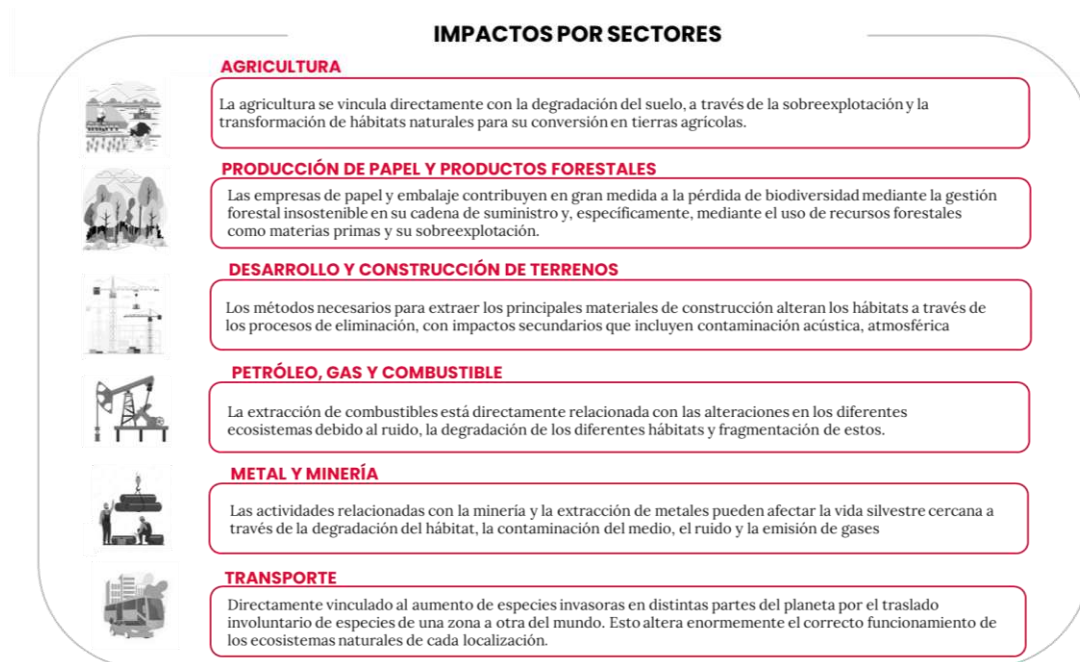 IMPACTOS POR SECTORES
AGRICULTURA
La agricultura se vincula directamente con la degradación del suelo, a través de la sobreexplotación y la
transformación de hábitats naturales para su conversión en tierras agrícolas.
PRODUCCIÓN DE PAPEL Y PRODUCTOS FORESTALES
Las empresas de papel y embalaje contribuyen en gran medida a la pérdida de biodiversidad mediante la gestión
forestal insostenible en su cadena de suministro y, específicamente, mediante el uso de recursos forestales
como materias primas y su sobreexplotación.
DESARROLLO Y CONSTRUCCIÓN DE TERRENOS
Los métodos necesarios para extraer los principales materiales de construcción alteran los hábitats a través de
los procesos de eliminación, con impactos secundarios que incluyen contaminación acústica, atmosférica
PETRÓLEO, GAS Y COMBUSTIBLE
La extracción de combustibles está directamente relacionada con las alteraciones en los diferentes
ecosistemas debido al ruido, la degradación de los diferentes hábitats y fragmentación de estos.
METAL Y MINERÍA
Las actividades relacionadas con la minería y la extracción de metales pueden afectar la vida silvestre cercana a
través de la degradación del hábitat, la contaminación del medio, el ruido y la emisión de gases
TRANSPORTE
Directamente vinculado al aumento de especies invasoras en distintas partes del planeta por el traslado
involuntario de especies de una zona a otra del mundo. Esto altera enormemente el correcto funcionamiento de
los ecosistemas naturales de cada localización.